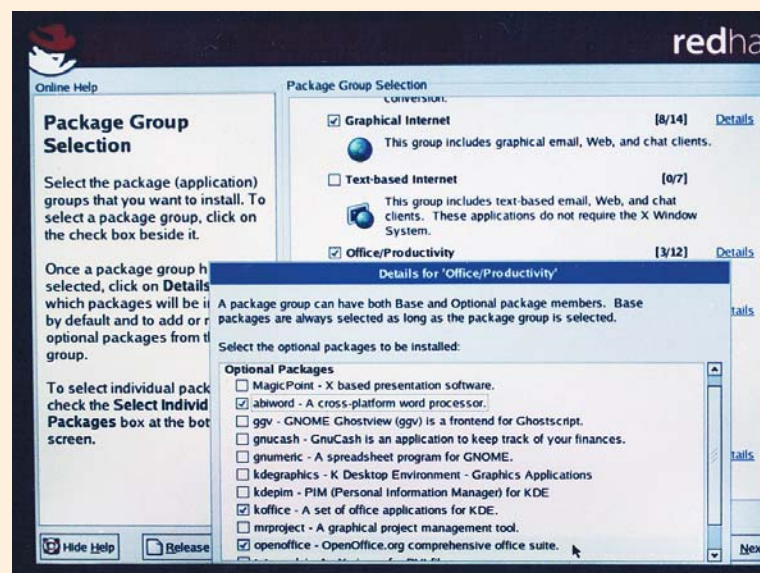 redha
Online Help
Package Group
Selection
Select the package (application)
groups that you want to install. To
select a package group, click on
the check box beside it.
Once a package group h
selected, click on Details
which packages will be i
by default and to add or r
optional packages from t
group.
To select individual pack
check the Select Individ
Packages box at the bot
screen.
Package Group Selection
conversion.
Graphical Internet [8/14] Details
This group includes graphical email, Web, and chat clients.
Text-based Internet [0/7]
This group includes text-based email, Web, and chat
clients. These applications do not require the X Window
System.
Office/Productivity [3/12] Details
tails
tails
Details for 'Office/Productivity'
A package group can have both Base and Optional package members. Base
packages are always selected as long as the package group is selected.
Select the optional packages to be installed:
Optional Packages
MagicPoint - X based presentation software.
abiword - A cross-platform word processor.
ggv - GNOME Ghostview (ggv) is a frontend for Ghostscript.
gnucash - GnuCash is an application to keep track of your finances.
gnumeric - A spreadsheet program for GNOME.
kdegraphics - K Desktop Environment - Graphics Applications
kdepim - PIM (Personal Information Manager) for KDE
koffice - A set of office applications for KDE.
mrproject - A graphical project management tool.
openoffice - OpenOffice.org comprehensive office suite.
Hide Help
Release
Nex